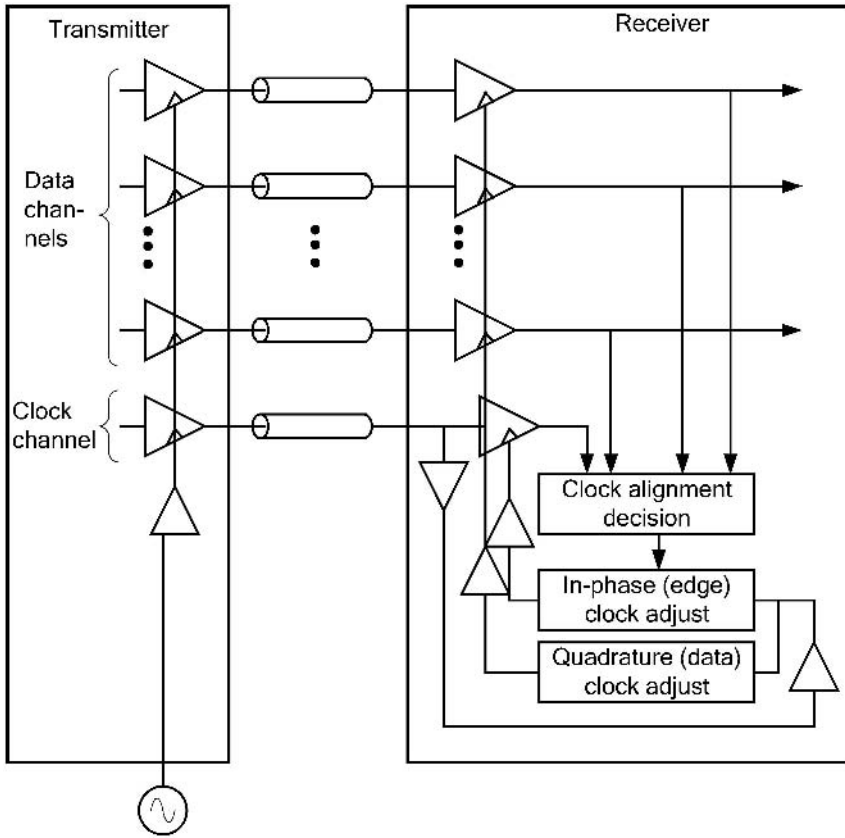 Transmitter
Receiver
Data
chan-
nels
Clock
channel
Clock alignment
decision
In-phase (edge)
clock adjust
Quadrature (data)
clock adjust